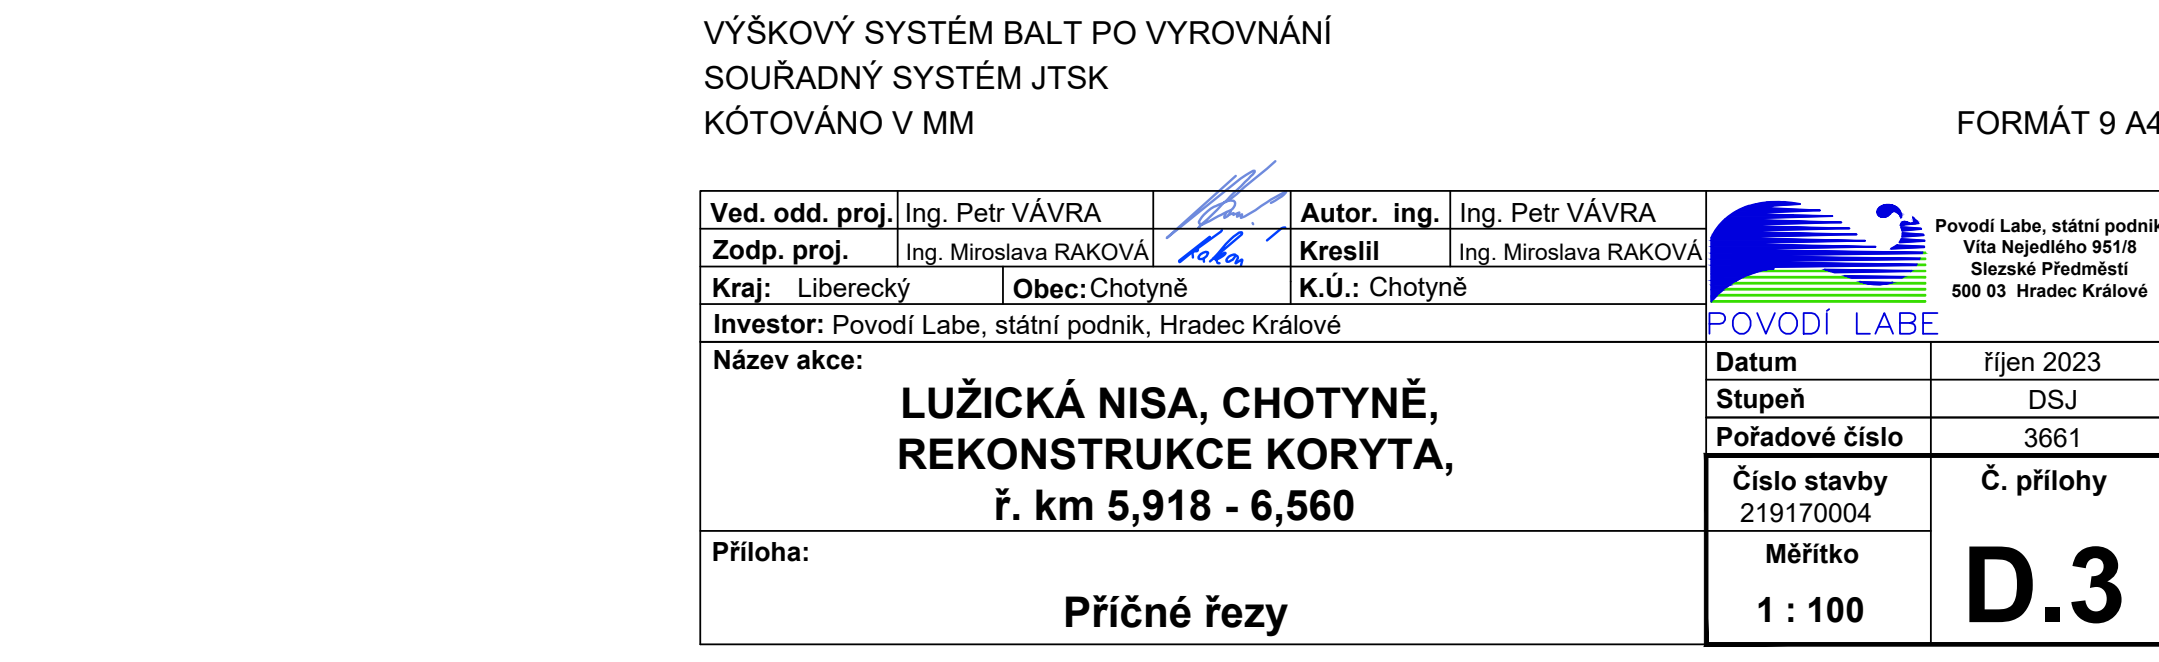 VÝŠKOVÝ SYSTÉM BALT PO VYROVNÁNÍ
SOUŘADNÝ SYSTÉM JTSK
KÓTOVÁNO V MM
FORMÁT 9 A4
Ved. odd. proj. Ing. Petr VÁVRA Autor. ing. Ing. Petr VÁVRA
Zodp. proj. Ing. Miroslava RAKOVÁ Kreslil Ing. Miroslava RAKOVÁ
Kraj: Liberecký Obec: Chotyně K.Ú.: Chotyně
Investor: Povodí Labe, státní podnik, Hradec Králové
POVODÍ LABE
Povodí Labe, státní podnik
Víta Nejedlého 951/8
Slezské Předměstí
500 03 Hradec Králové
Název akce:
LUŽICKÁ NISA, CHOTYNĚ,
REKONSTRUKCE KORYTA,
ř. km 5,918 - 6,560
Datum říjen 2023
Stupeň DSJ
Pořadové číslo 3661
Číslo stavby
219170004
Č. přílohy
D.3
Příloha:
Příčné řezy
Měřítko
1 : 100